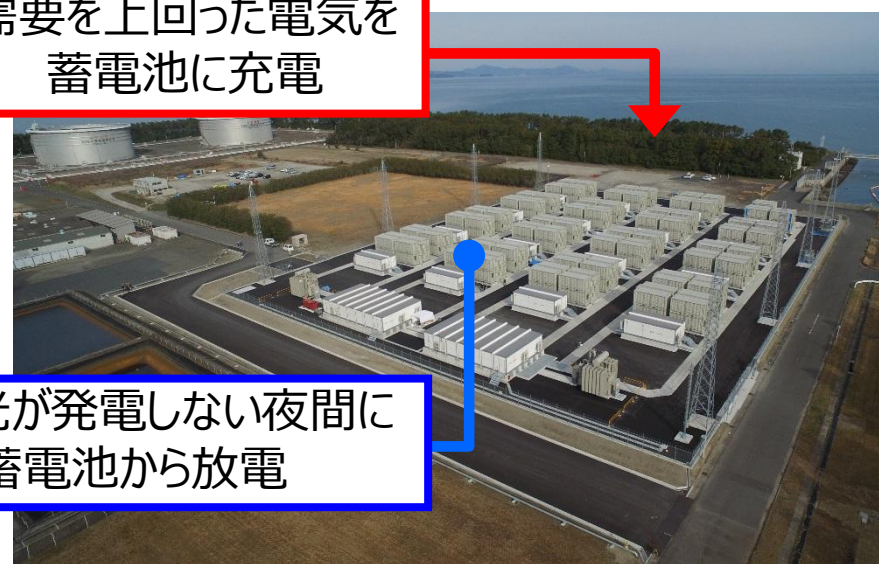 需要を上回った電気を
蓄電池に充電
光が発電しない夜間に
蓄電池から放電